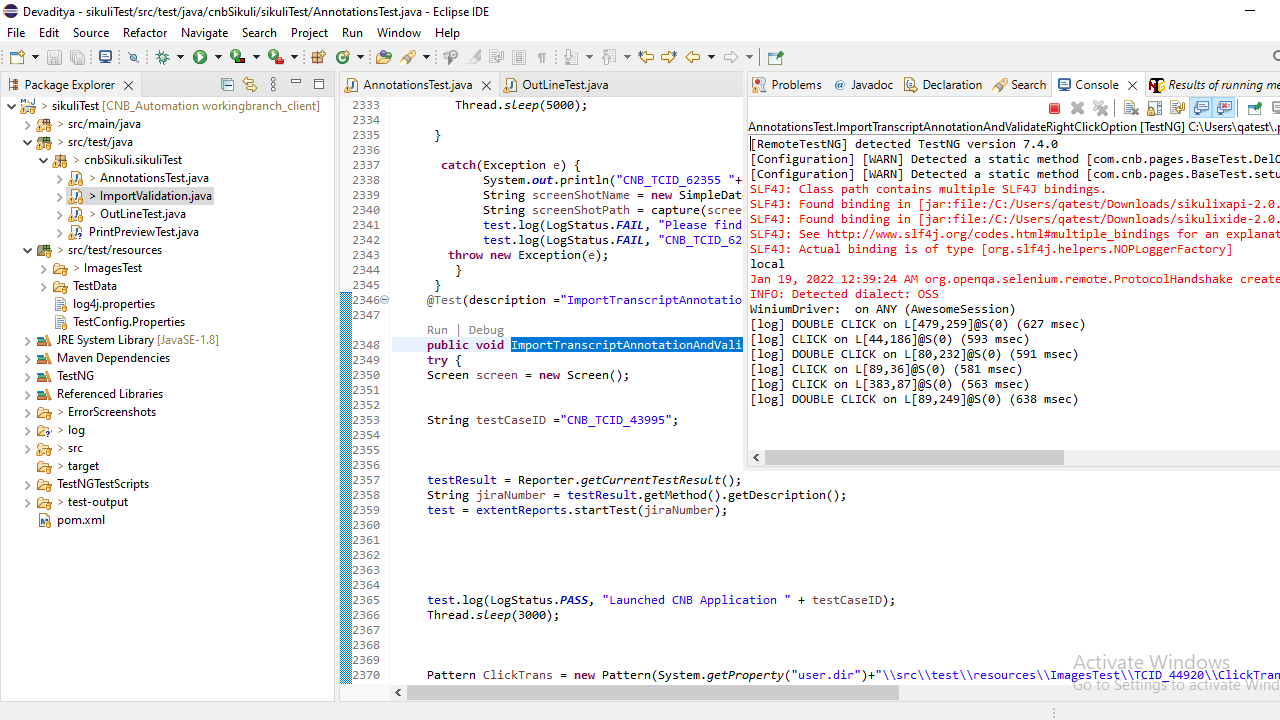 Devaditya - sikuliTest/src/test/java/cnbSikuli/sikuliTest/AnnotationsTest.java - Eclipse IDE
File Edit Source Refactor Navigate Search Project Run Window Help
Package Explorer
sikuliTest [CNB_Automation workingbranch_client]
> src/main/java
> src/test/java
> cnbSikuli.sikuliTest
> AnnotationsTest.java
> ImportValidation.java
> OutLineTest.java
PrintPreviewTest.java
> src/test/resources
> ImagesTest
TestData
log4j.properties
TestConfig.Properties
JRE System Library [JavaSE-1.8]
Maven Dependencies
TestNG
Referenced Libraries
> ErrorScreenshots
> log
> src
> target
TestNGTestScripts
> test-output
pom.xml
AnnotationsTest.java
OutLineTest.java
2333 Thread.sleep(5000);
2334
2335 }
2336
2337 catch(Exception e) {
2338 System.out.println("CNB_TCID_62355 "+
2339 String screenShotName = new SimpleDat
2340 String screenShotPath = capture(scree
2341 test.log(LogStatus.FAIL, "Please find
2342 test.log(LogStatus.FAIL, "CNB_TCID_62
2343 throw new Exception(e);
2344 }
2345 }
2346 @Test(description ="ImportTranscriptAnnotatio
2347
Run | Debug
2348 public void ImportTranscriptAnnotationAndVali
2349 try {
2350 Screen screen = new Screen();
2351
2352
2353 String testCaseID ="CNB_TCID_43995";
2354
2355
2356
2357 testResult = Reporter.getCurrentTestResult();
2358 String jiraNumber = testResult.getMethod().getDescription();
2359 test = extentReports.startTest(jiraNumber);
2360
2361
2362
2363
2364
2365 test.log(LogStatus.PASS, "Launched CNB Application " + testCaseID);
2366 Thread.sleep(3000);
2367
2368
2369
2370 Pattern ClickTrans = new Pattern(System.getProperty("user.dir")+"\\src\\test\\resources\\ImagesTest\\TCID_44920\\ClickTran
Problems Javadoc Declaration Search Console Results of running me
AnnotationsTest.ImportTranscriptAnnotationAndValidateRightClickOption [TestNG] C:\Users\qatest\.p
[RemoteTestNG] detected TestNG version 7.4.0
[Configuration] [WARN] Detected a static method [com.cnb.pages.BaseTest.DelC
[Configuration] [WARN] Detected a static method [com.cnb.pages.BaseTest.setu
SLF4J: Class path contains multiple SLF4J bindings.
SLF4J: Found binding in [jar:file:/C:/Users/qatest/Downloads/sikulixapi-2.0.
SLF4J: Found binding in [jar:file:/C:/Users/qatest/Downloads/sikulixide-2.0.
SLF4J: See http://www.slf4j.org/codes.html#multiple_bindings for an explanat
SLF4J: Actual binding is of type [org.slf4j.helpers.NOPLoggerFactory]
local
Jan 19, 2022 12:39:24 AM org.openqa.selenium.remote.ProtocolHandshake create
INFO: Detected dialect: OSS
WiniumDriver:  on ANY (AwesomeSession)
[log] DOUBLE CLICK on L[479,259]@S(0) (627 msec)
[log] CLICK on L[44,186]@S(0) (593 msec)
[log] DOUBLE CLICK on L[80,232]@S(0) (591 msec)
[log] CLICK on L[89,36]@S(0) (581 msec)
[log] CLICK on L[383,87]@S(0) (563 msec)
[log] DOUBLE CLICK on L[89,249]@S(0) (638 msec)
Activate Windows
Go to Settings to activate Wind